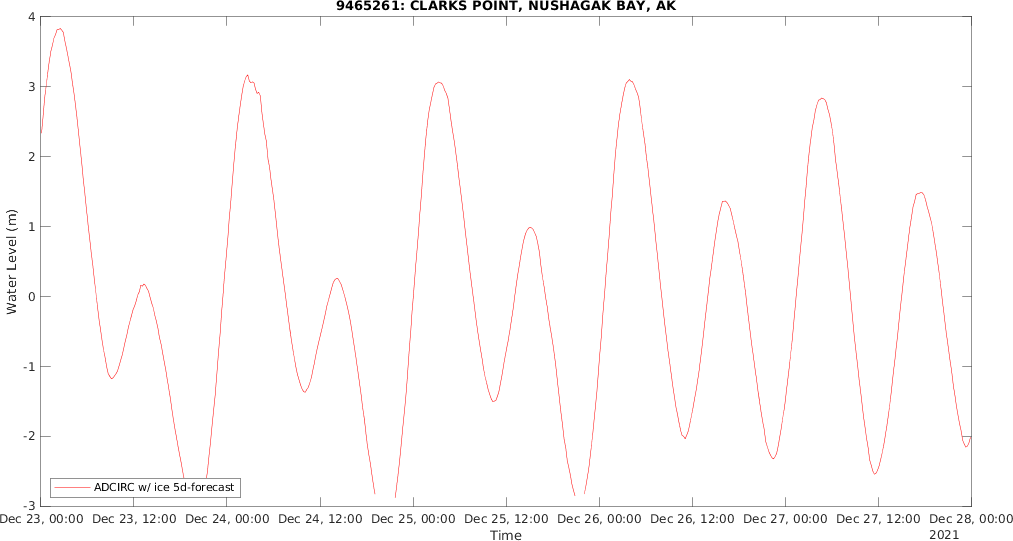 9465261: CLARKS POINT, NUSHAGAK BAY, AK
Water Level (m)
4
3
2
1
0
-1
-2
-3
ADCIRC w/ ice 5d-forecast
Dec 23, 00:00 Dec 23, 12:00 Dec 24, 00:00 Dec 24, 12:00 Dec 25, 00:00 Dec 25, 12:00 Dec 26, 00:00 Dec 26, 12:00 Dec 27, 00:00 Dec 27, 12:00 Dec 28, 00:00
Time
2021